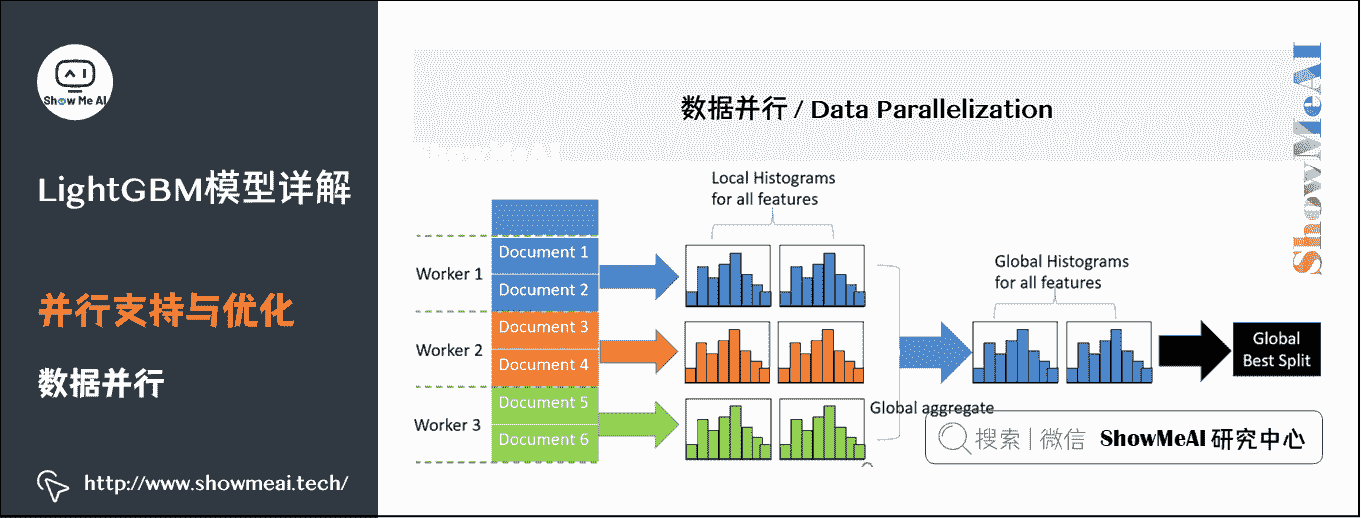 Show Me AI
LightGBM模型详解
并行支持与优化
数据并行
http://www.showmeai.tech/
数据并行 / Data Parallelization
ShowMeAI
Local Histograms
for all features
Document 1
Worker 1
Document 2
Document 3
Worker 2
Document 4
Document 5
Worker 3
Document 6
Global Histograms
for all features
Global
Best Split
Global aggregate
搜索 | 微信 ShowMeAI 研究中心
ShowMeAI